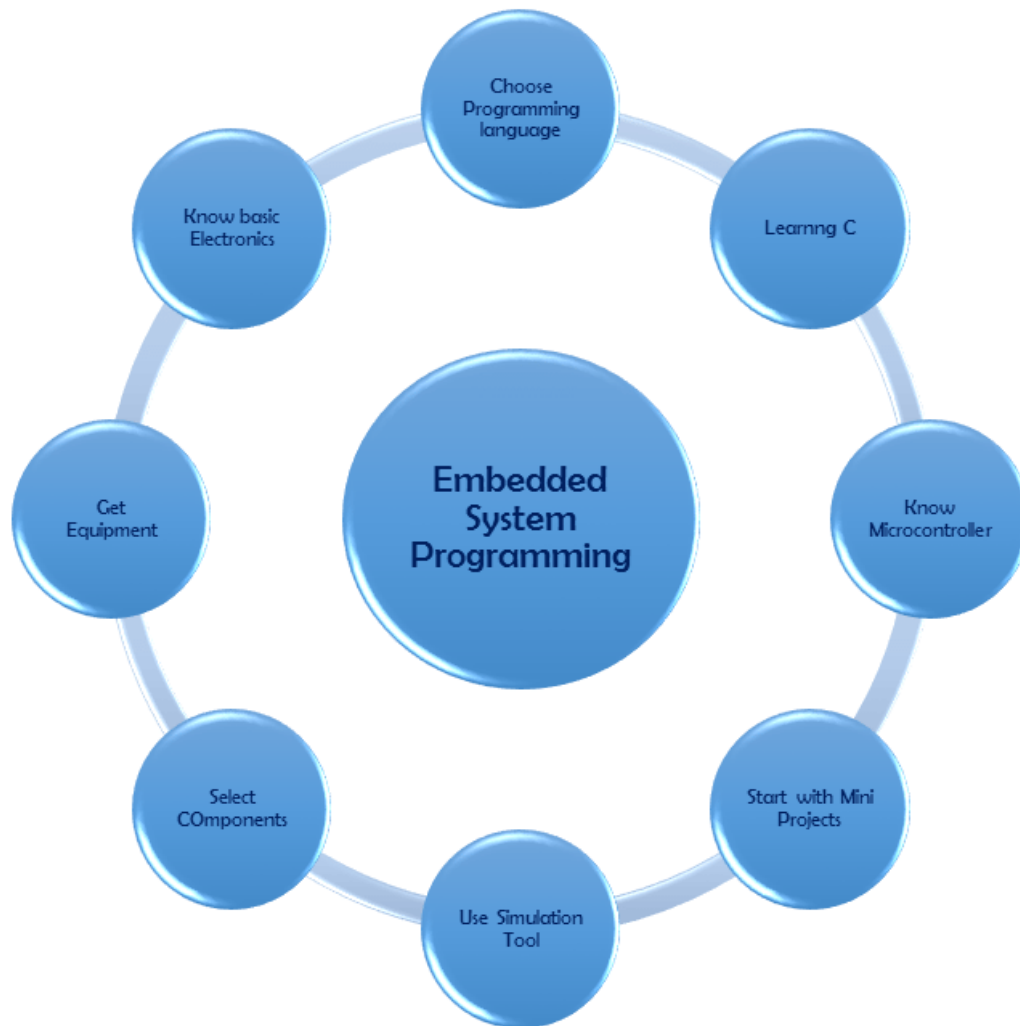 Choose
Programming
language
Learnng C
Know
Microcontroller
Start with Mini
Projects
Use Simulation
Tool
Select
COmponents
Get
Equipment
Know basic
Electronics
Embedded
System
Programming